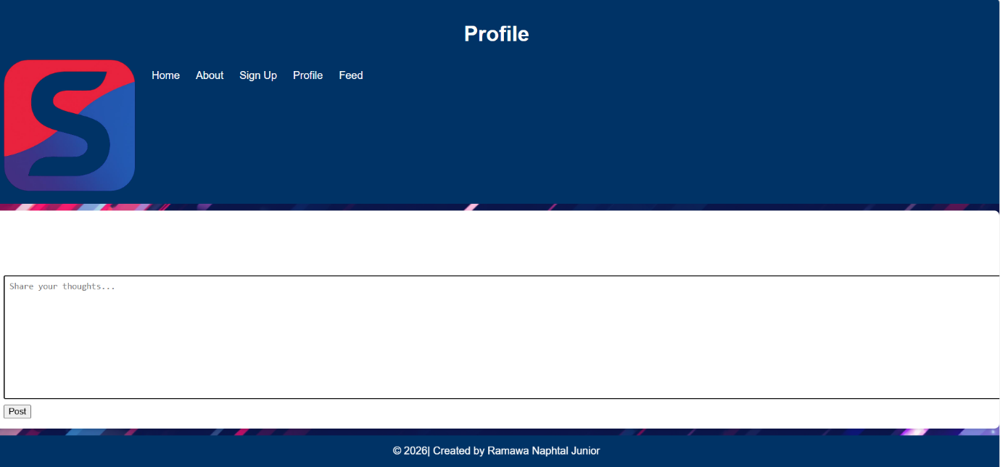 Profile
S
Home About Sign Up Profile Feed
Share your thoughts...
Post
© 2026| Created by Ramawa Naphtal Junior